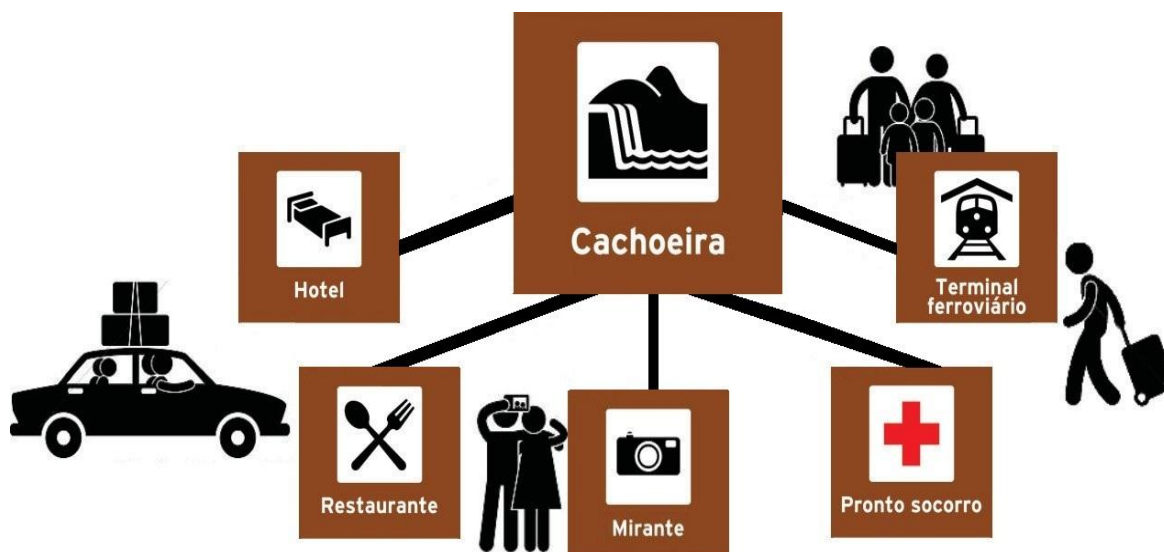 Cachoeira
Hotel
Terminal
ferroviário
Restaurante
Mirante
Pronto socorro